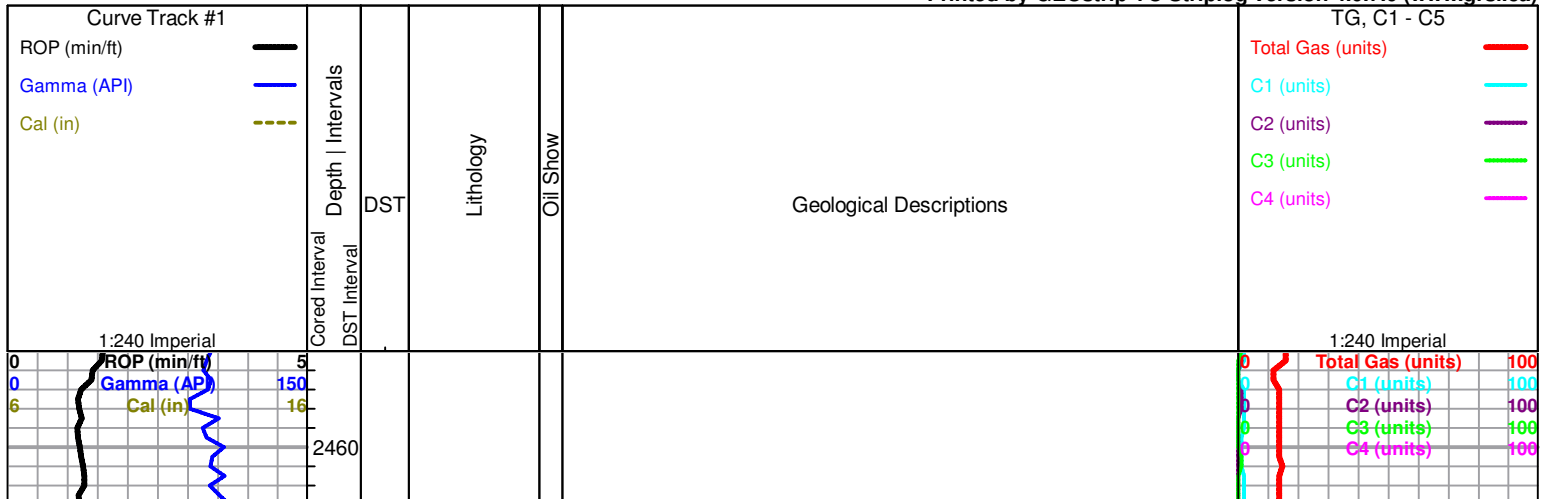 Curve Track #1
ROP (min/ft)
Gamma (API)
Cal (in)
1:240 Imperial
Depth | Intervals
Cored Interval
DST Interval
DST
Lithology
Oil Show
Geological Descriptions
TG, C1 - C5
Total Gas (units)
C1 (units)
C2 (units)
C3 (units)
C4 (units)
1:240 Imperial
0 ROP (min/ft) 5
0 Gamma (API) 150
6 Cal (in) 16
2460
0 Total Gas (units) 100
0 C1 (units) 100
0 C2 (units) 100
0 C3 (units) 100
0 C4 (units) 100